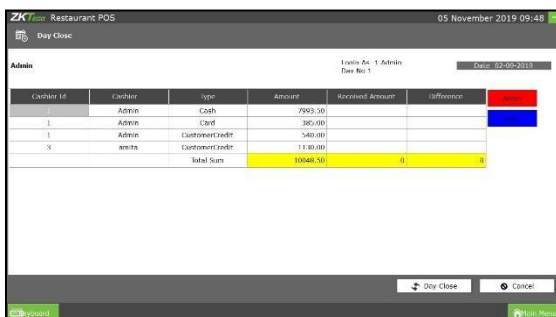 ZKTeco Restaurant POS 05 November 2019 09:48
Day Close
Admin Login As 1 Admin Date 02-09-2019
Day No 1
Cashier Id Cashier Type Amount Received Amount Difference
1 Admin Cash 7993.50
1 Admin Card 385.00
1 Admin CustomerCredit 540.00
3 amita CustomerCredit 1130.00
Total Sum 10048.50 0 0
Day Close Cancel
Keyboard Main Menu